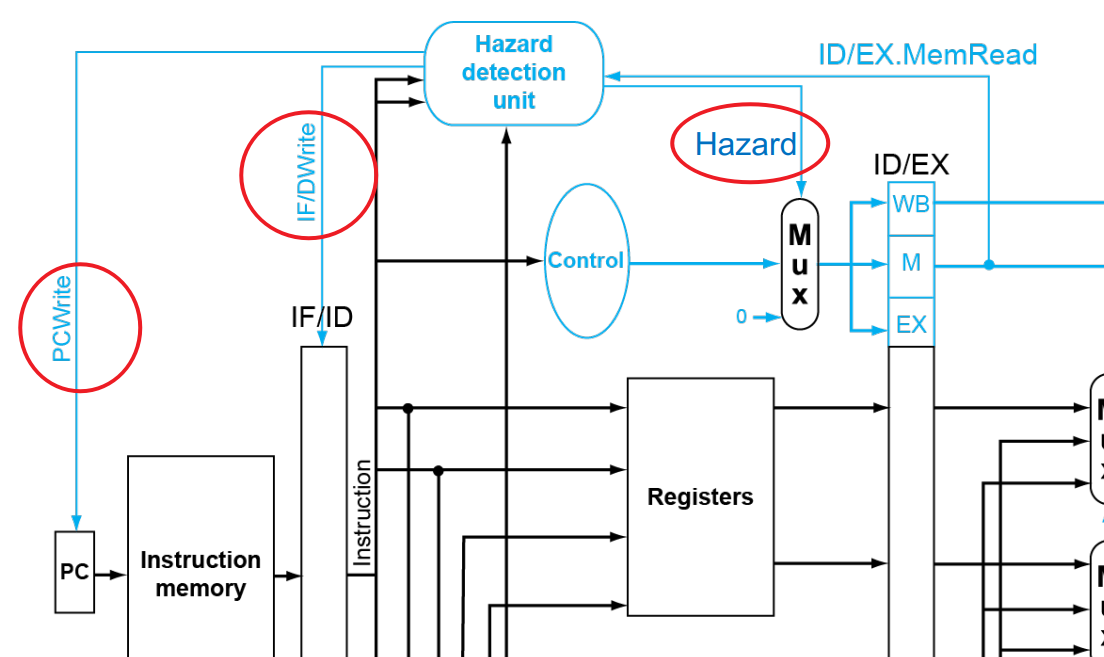 Hazard
detection
unit
ID/EX.MemRead
IF/DWrite
Hazard
ID/EX
WB
M
u
x
Control
M
0
EX
PCWrite
IF/ID
Registers
Instruction
PC
Instruction
memory